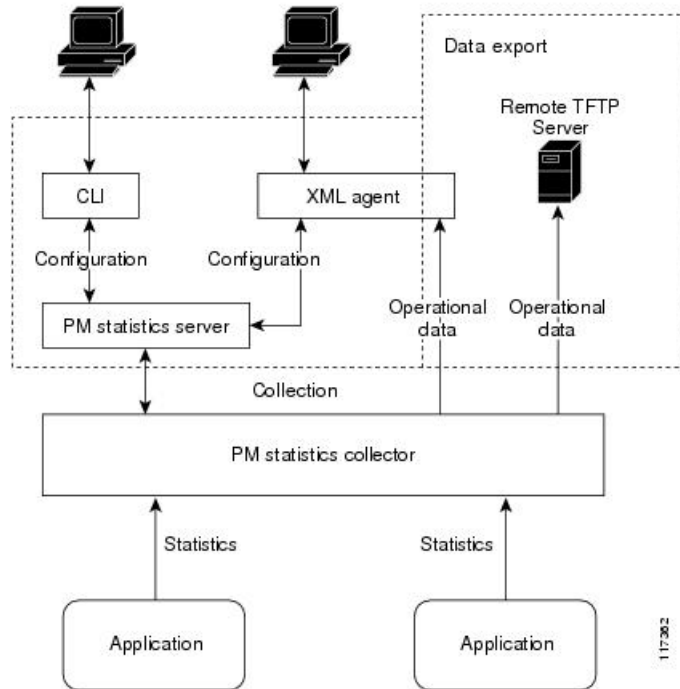 Data export
Remote TFTP
Server
CLI
XML agent
Configuration
Configuration
PM statistics server
Operational
data
Operational
data
Collection
PM statistics collector
Statistics
Statistics
Application
Application
117362